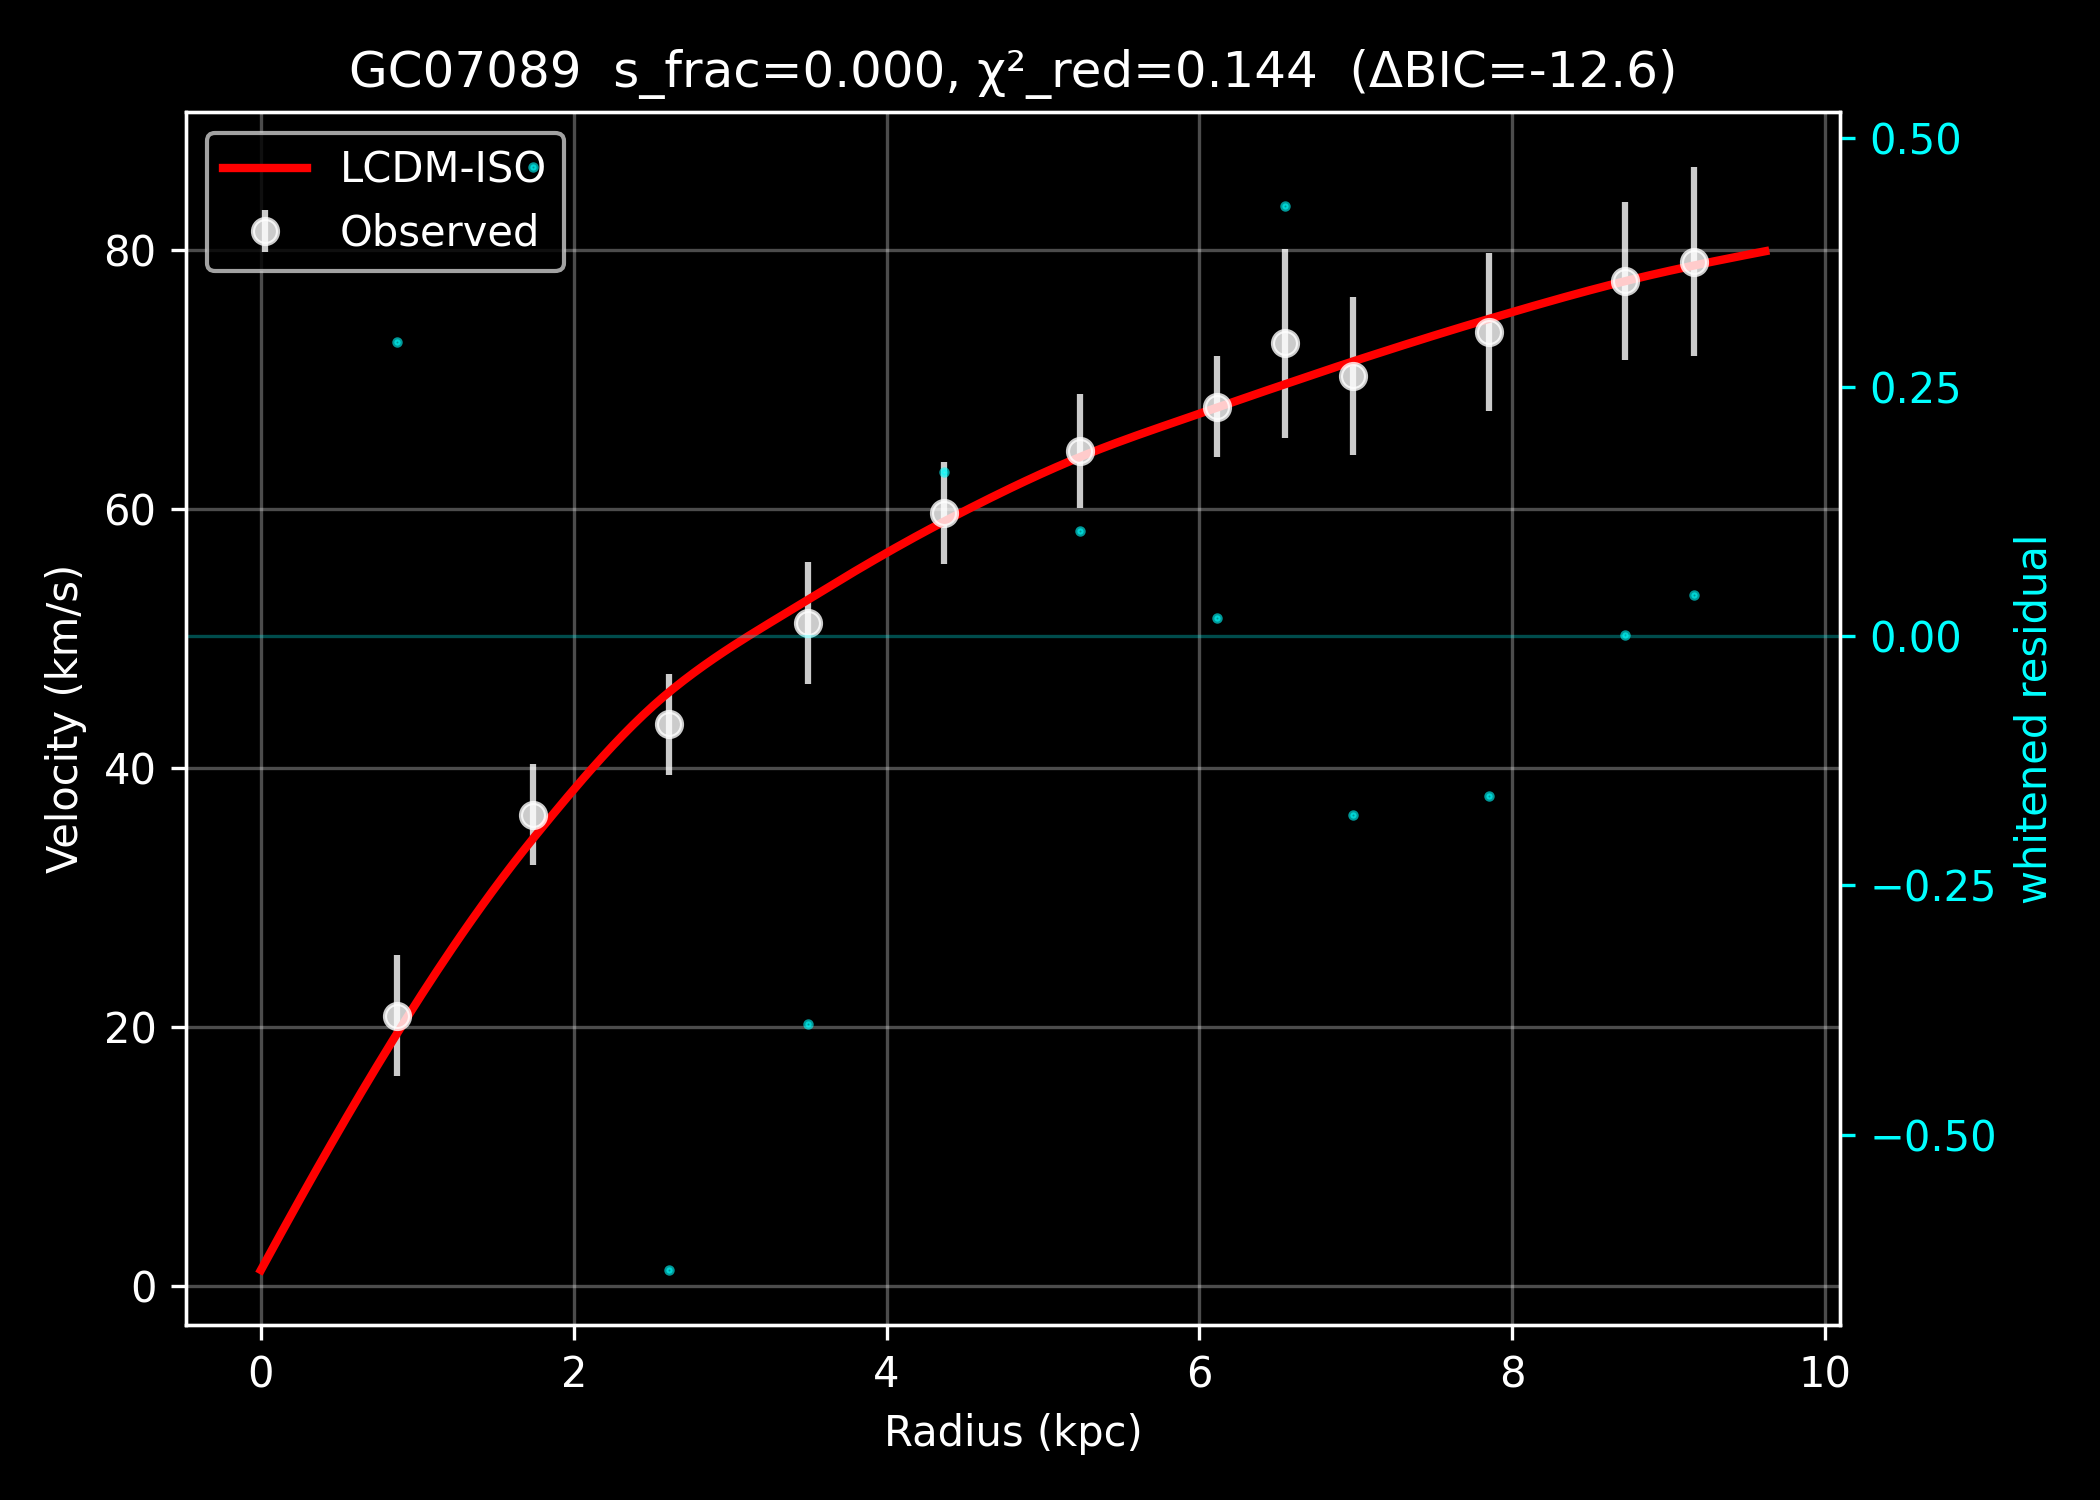 GC07089 s_frac=0.000, χ²_red=0.144 (ΔBIC=-12.6)
LCDM-ISO
Observed
80
60
40
20
0
Velocity (km/s)
0 2 4 6 8 10
Radius (kpc)
0.50
0.25
0.00
−0.25
−0.50
whitened residual